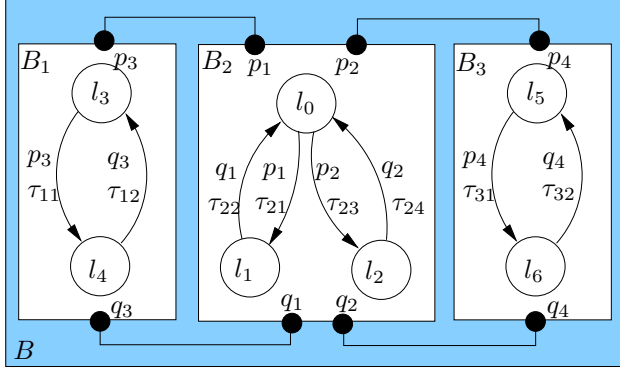 B₁ p₃ B₂ p₁ p₂ B₃ p₄
l₃ l₀ l₅
p₃ q₃ q₁ p₁ p₂ q₂ p₄ q₄
τ₁₁ τ₁₂ τ₂₂ τ₂₁ τ₂₃ τ₂₄ τ₃₁ τ₃₂
l₄ l₁ l₂ l₆
q₃ q₁ q₂ q₄
B